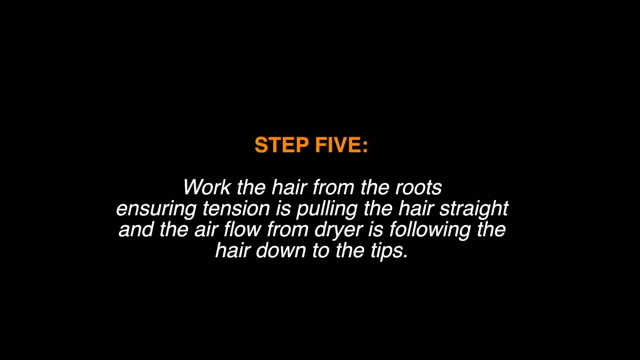 STEP FIVE:
Work the hair from the roots
ensuring tension is pulling the hair straight
and the air flow from dryer is following the
hair down to the tips.